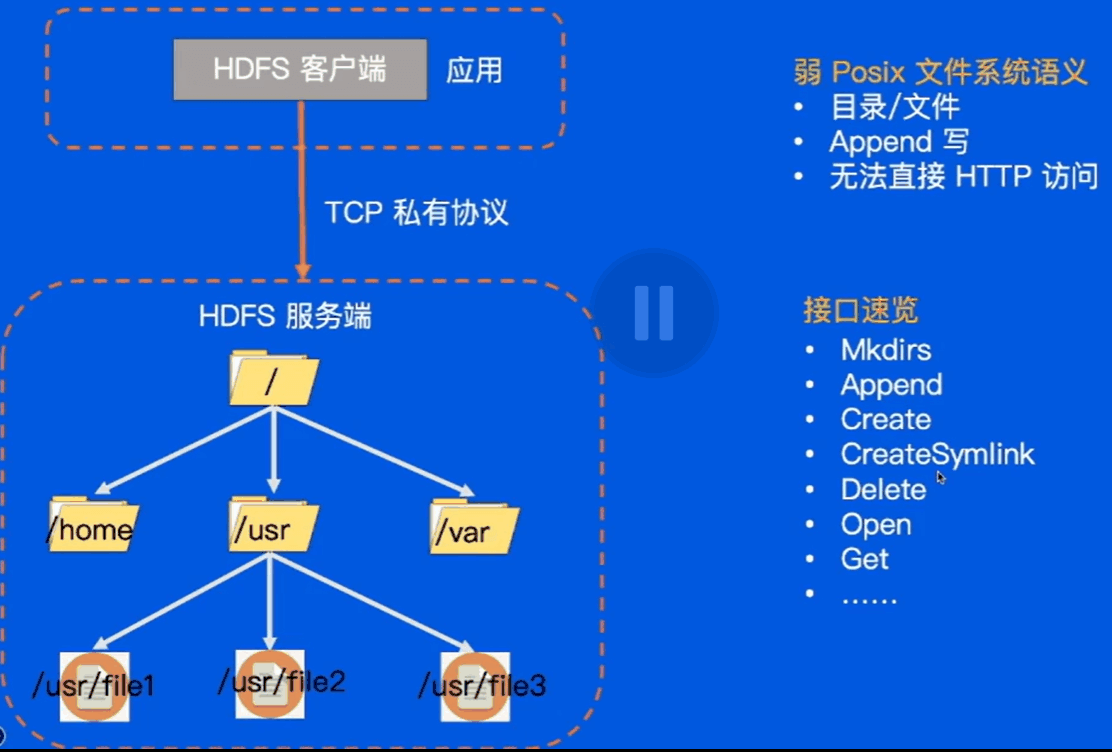 HDFS 客户端
应用
TCP 私有协议
HDFS 服务端
/
/home
/usr
/var
/usr/file1
/usr/file2
/usr/file3
弱 Posix 文件系统语义
• 目录/文件
• Append 写
• 无法直接 HTTP 访问
接口速览
• Mkdirs
• Append
• Create
• CreateSymlink
• Delete
• Open
• Get
• ……